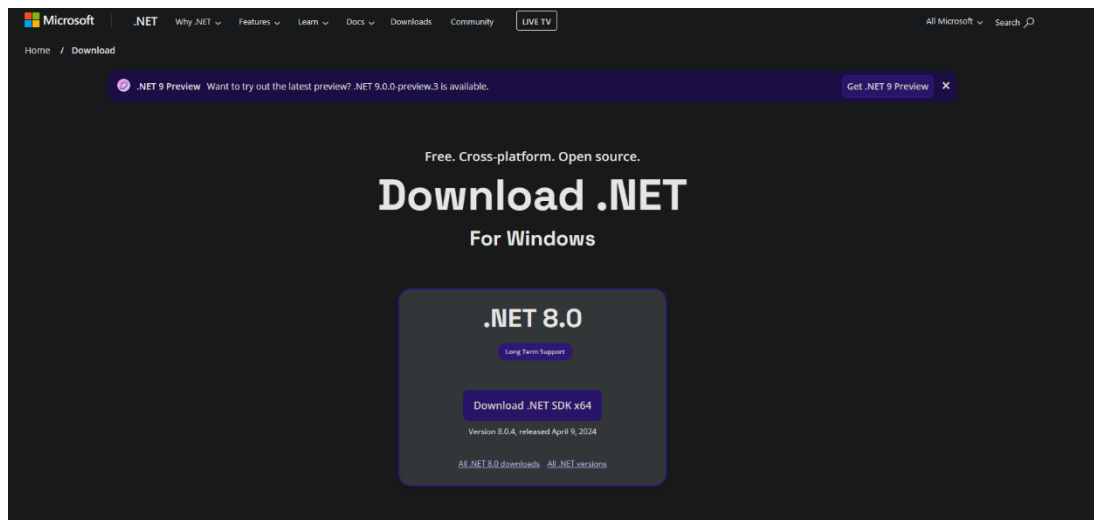 Microsoft .NET Why .NET Features Learn Docs Downloads Community LIVE TV All Microsoft Search
Home / Download
.NET 9 Preview Want to try out the latest preview? .NET 9.0.0-preview.3 is available. Get .NET 9 Preview
Free. Cross-platform. Open source.
Download .NET
For Windows
.NET 8.0
Long Term Support
Download .NET SDK x64
Version 8.0.4, released April 9, 2024
All .NET 8.0 downloads All .NET versions